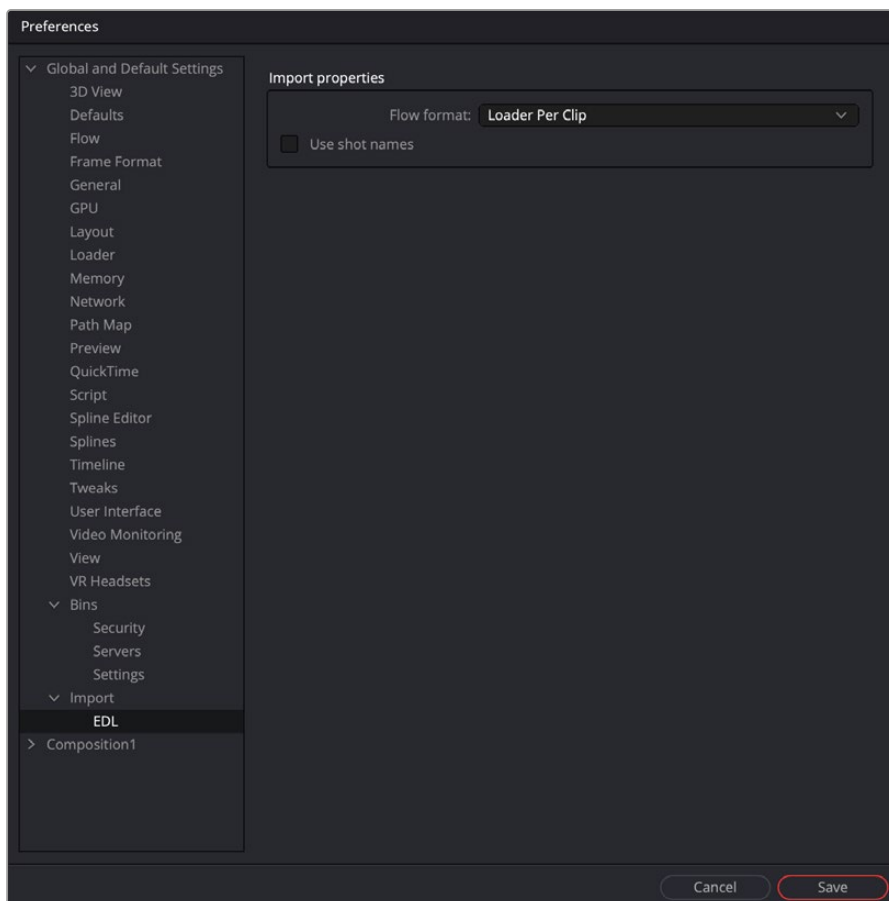 Preferences
Global and Default Settings
3D View
Defaults
Flow
Frame Format
General
GPU
Layout
Loader
Memory
Network
Path Map
Preview
QuickTime
Script
Spline Editor
Splines
Timeline
Tweaks
User Interface
Video Monitoring
View
VR Headsets
Bins
Security
Servers
Settings
Import
EDL
Composition1
Import properties
Flow format: Loader Per Clip
Use shot names
Cancel Save